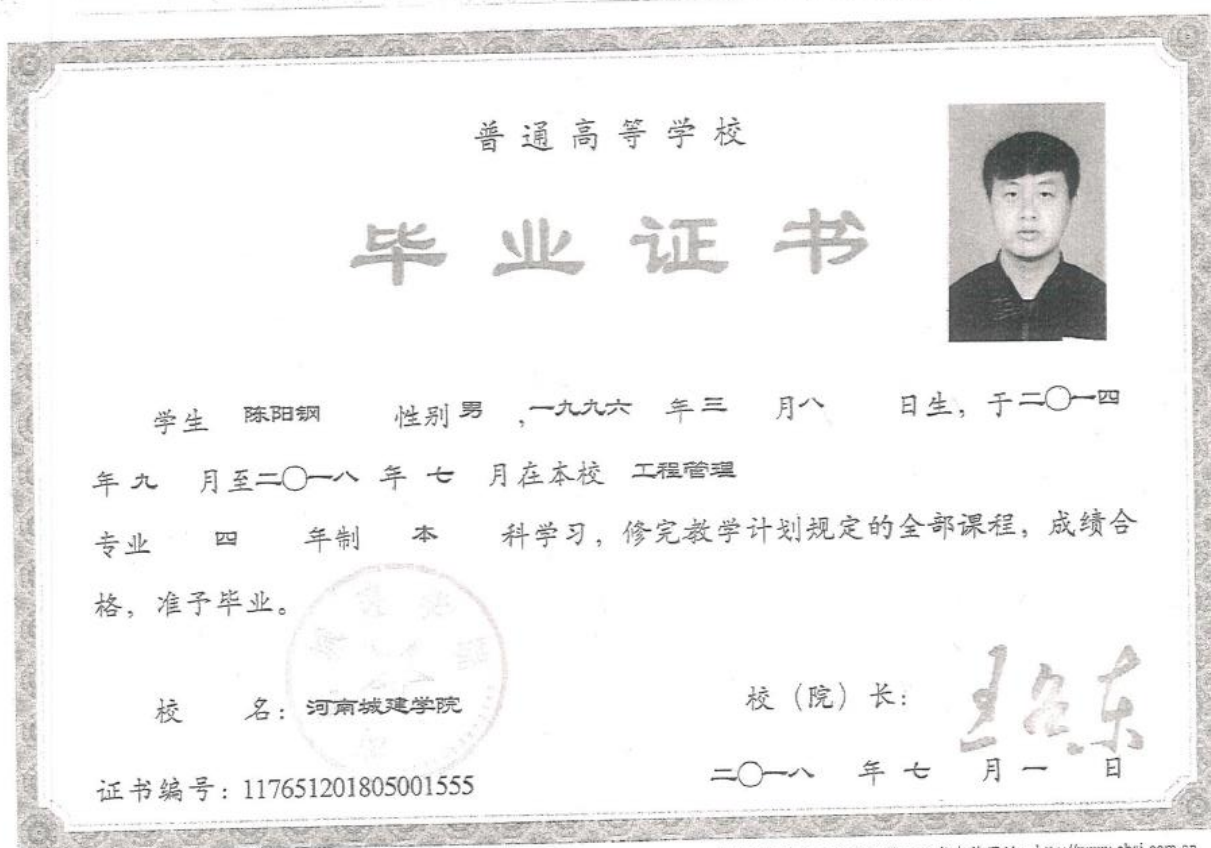 普通高等学校
毕业证书
学生 陈阳钢 性别 男 ,一九九六 年 三 月 八 日生，于二〇一四
年 九 月至二〇一八 年 七 月在本校 工程管理
专业 四 年制 本 科学习，修完教学计划规定的全部课程，成绩合
格，准予毕业。
校 名：河南城建学院
校（院）长：
证书编号：117651201805001555
二〇一八 年 七 月 一 日
http://www.chsi.com.cn